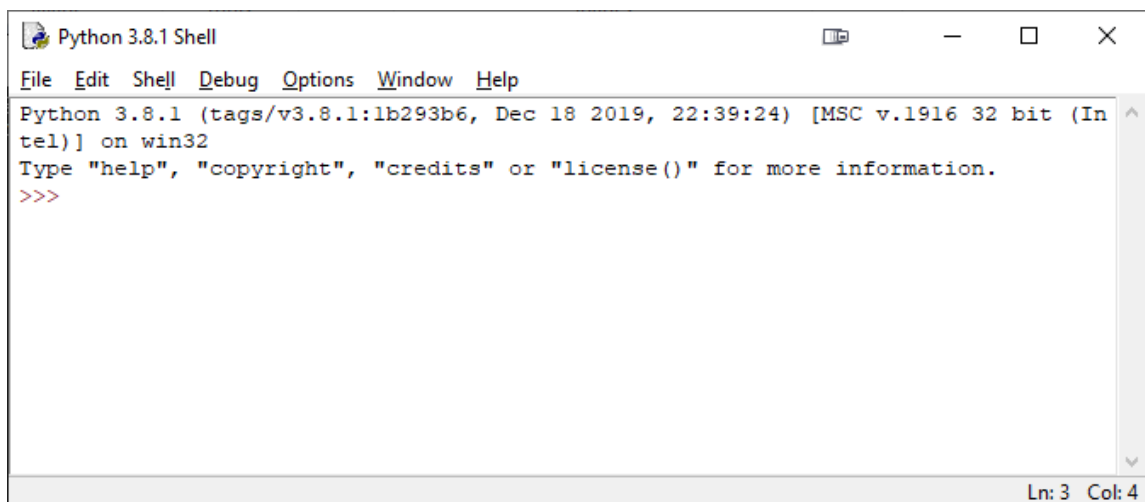 Python 3.8.1 Shell
File Edit Shell Debug Options Window Help
Python 3.8.1 (tags/v3.8.1:1b293b6, Dec 18 2019, 22:39:24) [MSC v.1916 32 bit (In
tel)] on win32
Type "help", "copyright", "credits" or "license()" for more information.
>>>
Ln: 3 Col: 4